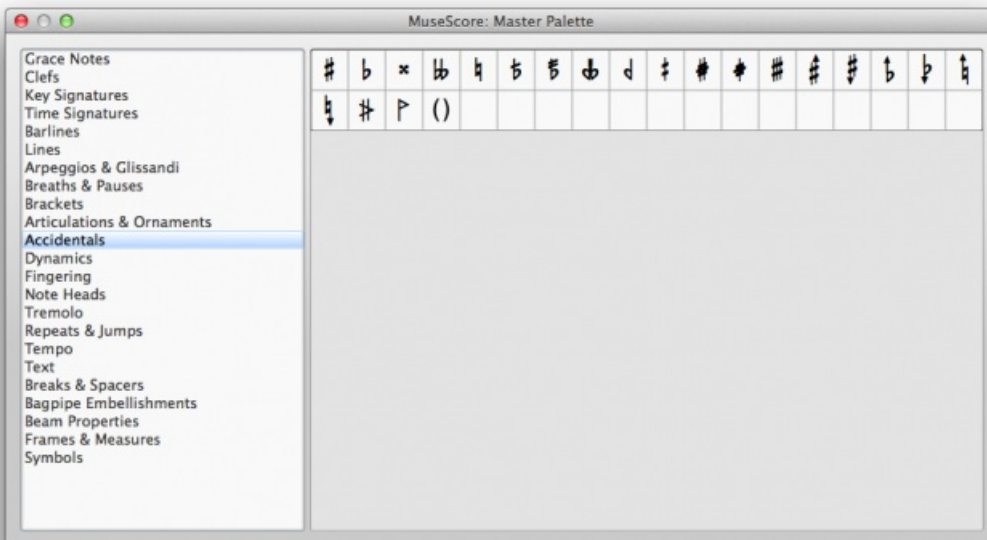 MuseScore: Master Palette
Grace Notes
Clefs
Key Signatures
Time Signatures
Barlines
Lines
Arpeggios & Glissandi
Breaths & Pauses
Brackets
Articulations & Ornaments
Accidentals
Dynamics
Fingering
Note Heads
Tremolo
Repeats & Jumps
Tempo
Text
Breaks & Spacers
Bagpipe Embellishments
Beam Properties
Frames & Measures
Symbols